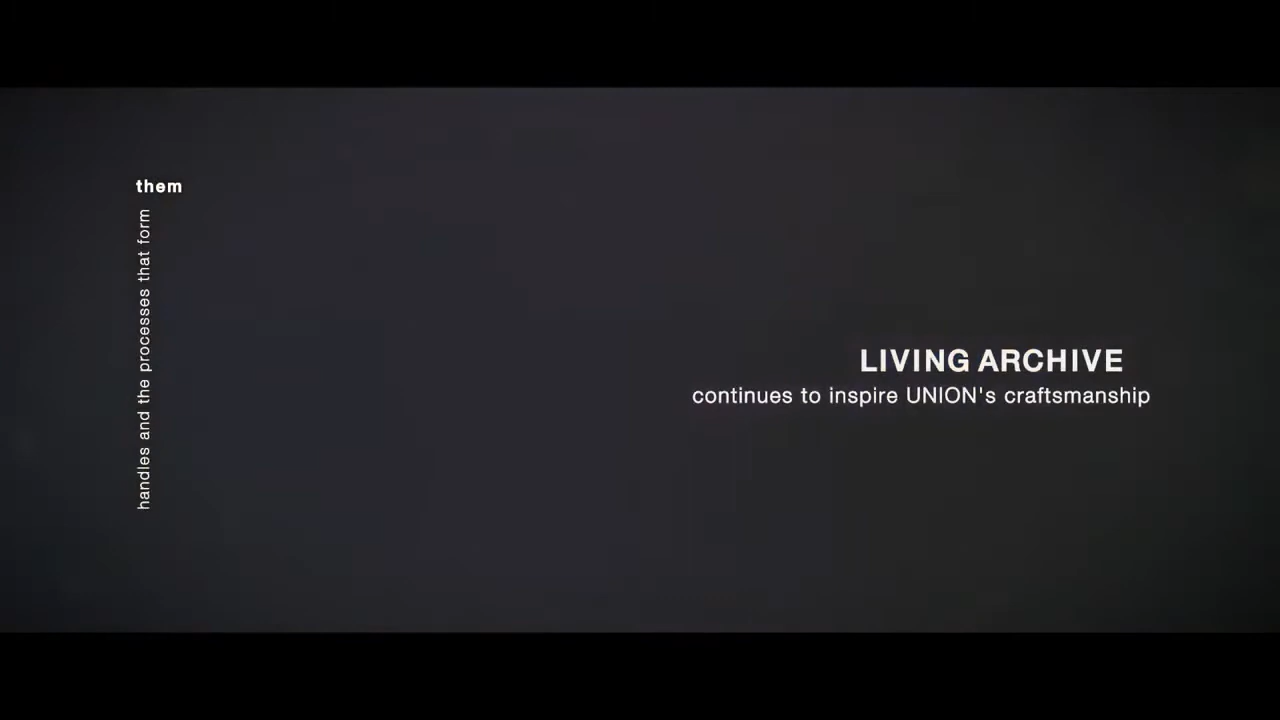 them
handles and the processes that form
LIVING ARCHIVE
continues to inspire UNION's craftsmanship